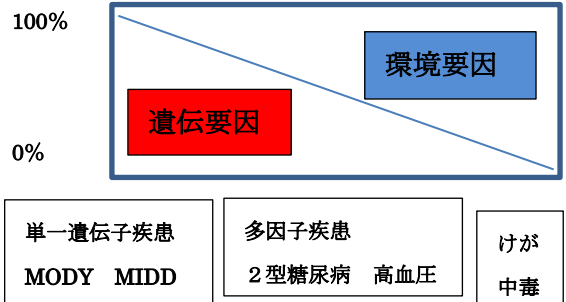 100%
環境要因
遺伝要因
0%
単一遺伝子疾患
MODY MIDD
多因子疾患
２型糖尿病 高血圧
けが
中毒